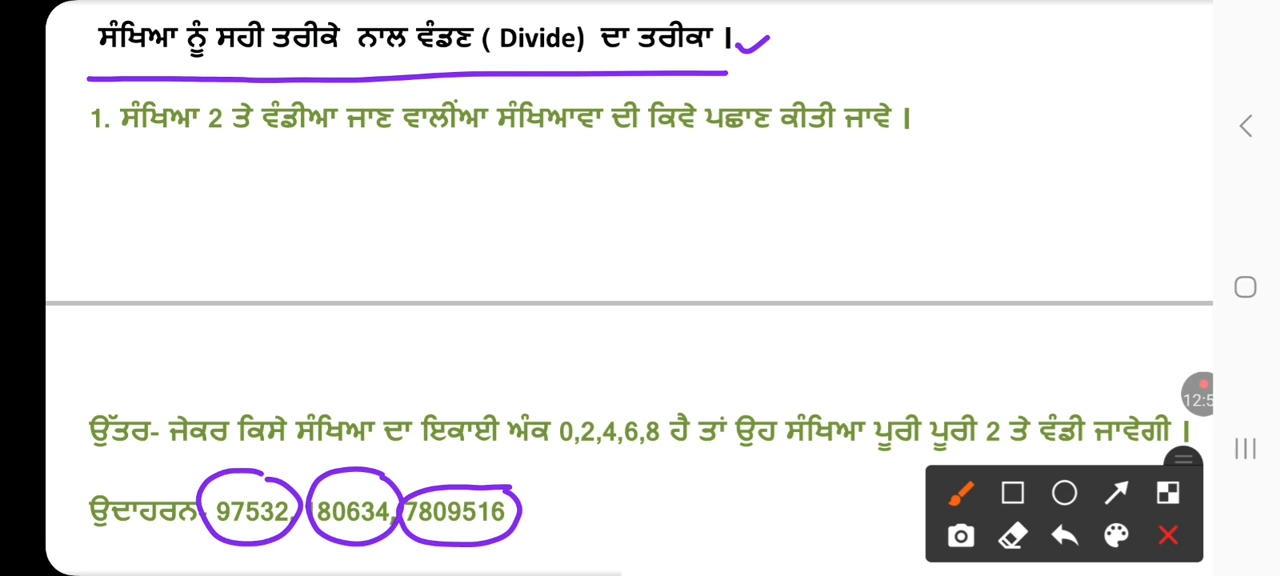 ਸੰਖਿਆ ਨੂੰ ਸਹੀ ਤਰੀਕੇ ਨਾਲ ਵੰਡਣ ( Divide) ਦਾ ਤਰੀਕਾ ।
1. ਸੰਖਿਆ 2 ਤੇ ਵੰਡੀਆ ਜਾਣ ਵਾਲੀਂਆ ਸੰਖਿਆਵਾ ਦੀ ਕਿਵੇ ਪਛਾਣ ਕੀਤੀ ਜਾਵੇ ।
ਉੱਤਰ- ਜੇਕਰ ਕਿਸੇ ਸੰਖਿਆ ਦਾ ਇਕਾਈ ਅੰਕ 0,2,4,6,8 ਹੈ ਤਾਂ ਉਹ ਸੰਖਿਆ ਪੂਰੀ ਪੂਰੀ 2 ਤੇ ਵੰਡੀ ਜਾਵੇਗੀ ।
ਉਦਾਹਰਨ- 97532, 180634, 7809516